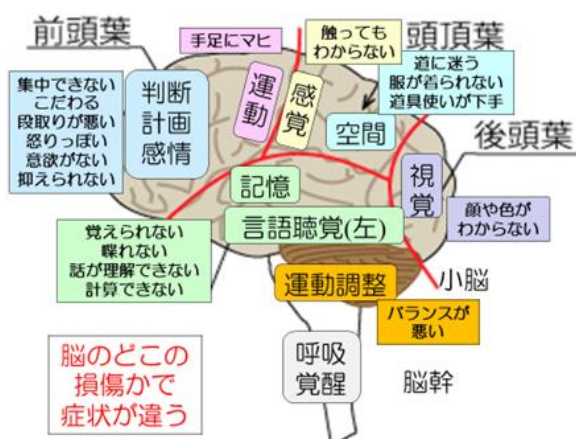 前頭葉
手足にマヒ
触っても
わからない
頭頂葉
道に迷う
服が着られない
道具使いが下手
集中できない
こだわる
段取りが悪い
怒りっぽい
意欲がない
抑えられない
判断
計画
感情
運動
感覚
空間
後頭葉
視覚
記憶
言語聴覚(左)
顔や色が
わからない
覚えられない
喋れない
話が理解できない
計算できない
運動調整
小脳
バランスが
悪い
呼吸
覚醒
脳幹
脳のどこの
損傷かで
症状が違う